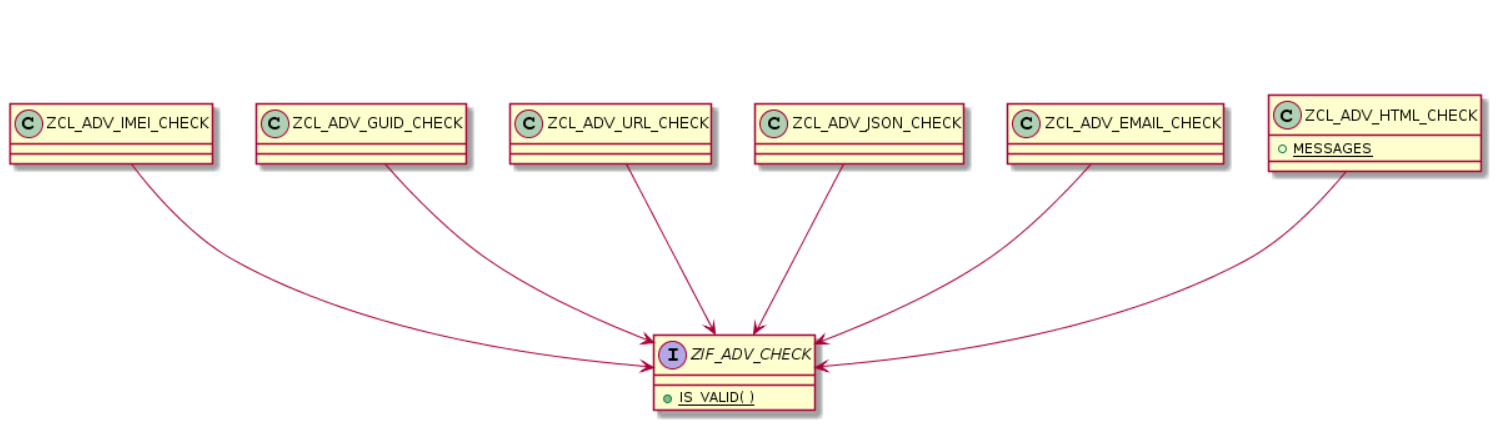 C ZCL_ADV_IMEI_CHECK
C ZCL_ADV_GUID_CHECK
C ZCL_ADV_URL_CHECK
C ZCL_ADV_JSON_CHECK
C ZCL_ADV_EMAIL_CHECK
C ZCL_ADV_HTML_CHECK
MESSAGES
I ZIF_ADV_CHECK
IS_VALID( )